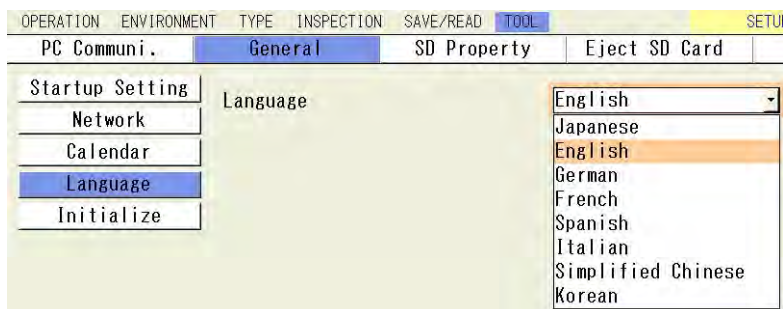 OPERATION ENVIRONMENT TYPE INSPECTION SAVE/READ TOOL SETU
PC Communi. General SD Property Eject SD Card
Startup Setting
Network
Calendar
Language
Initialize
Language
English
Japanese
English
German
French
Spanish
Italian
Simplified Chinese
Korean